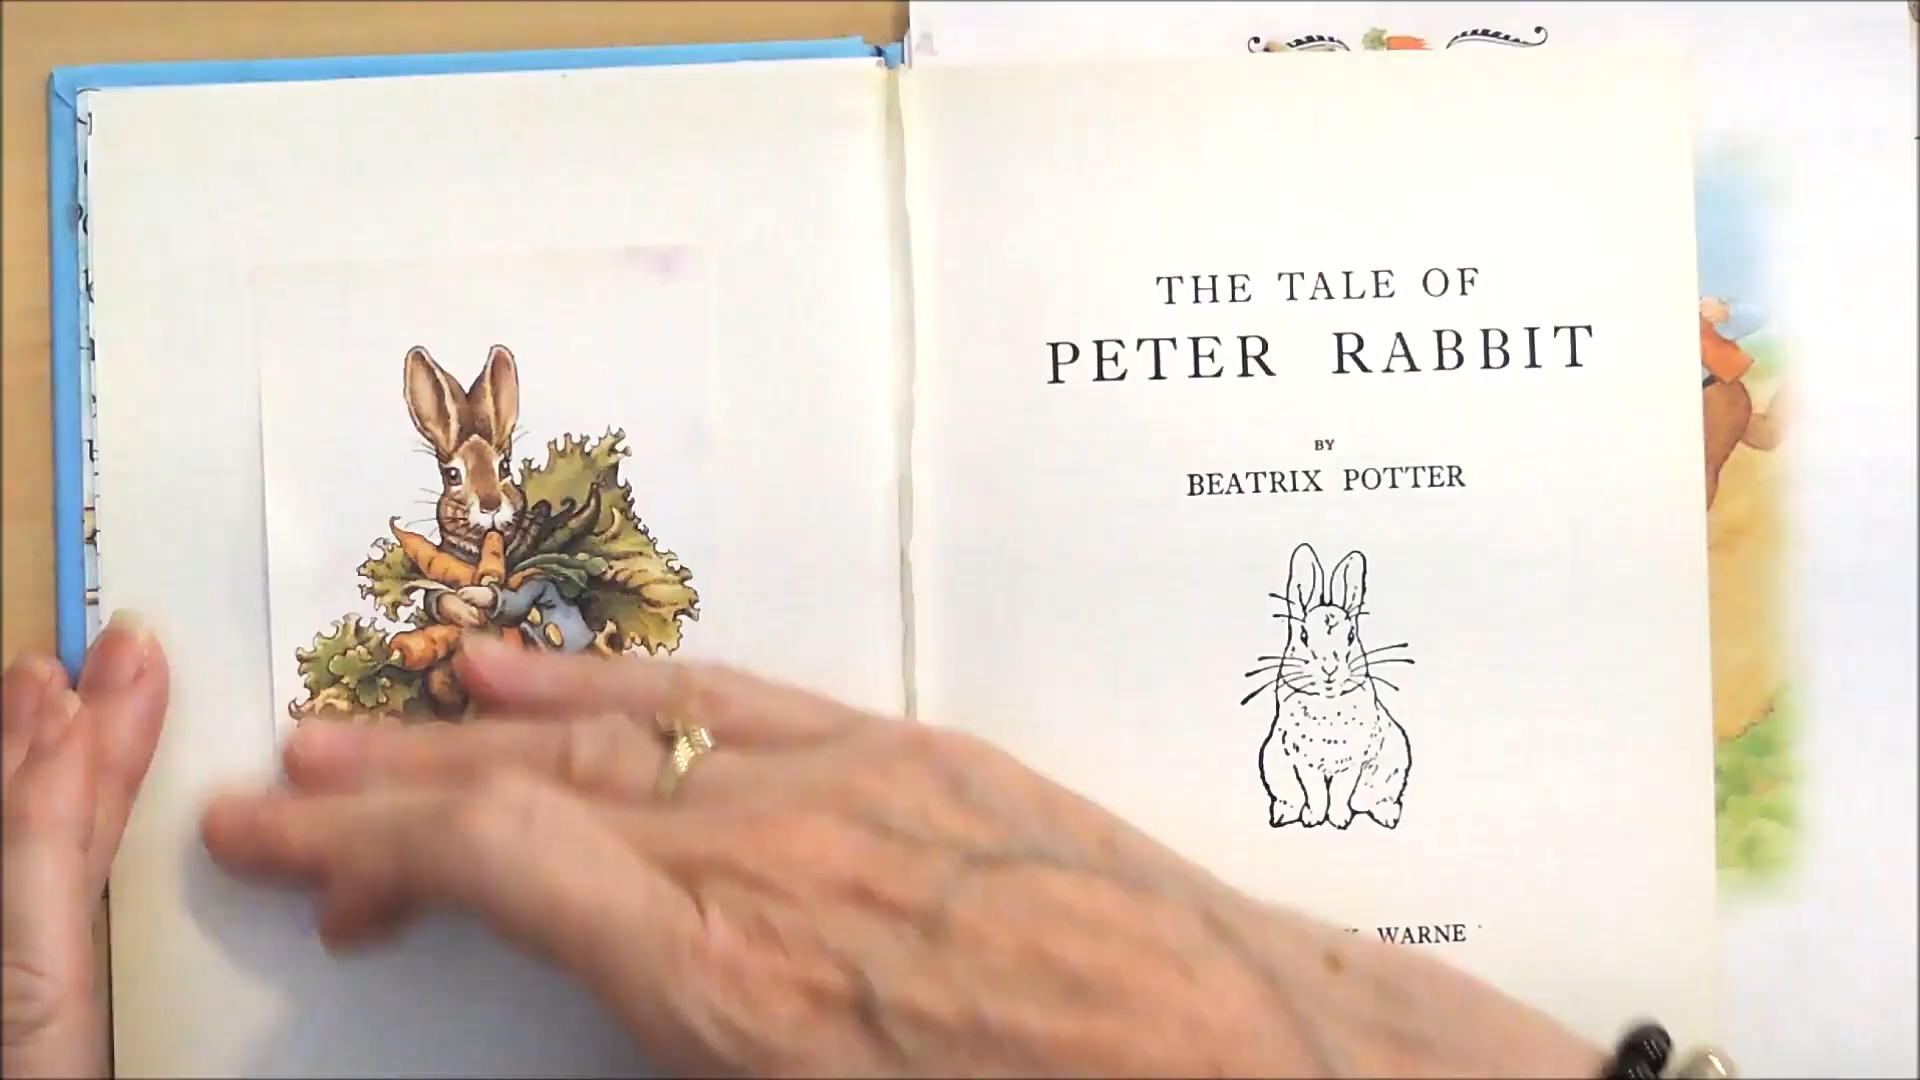 THE TALE OF
PETER RABBIT
BY
BEATRIX POTTER
WARNE